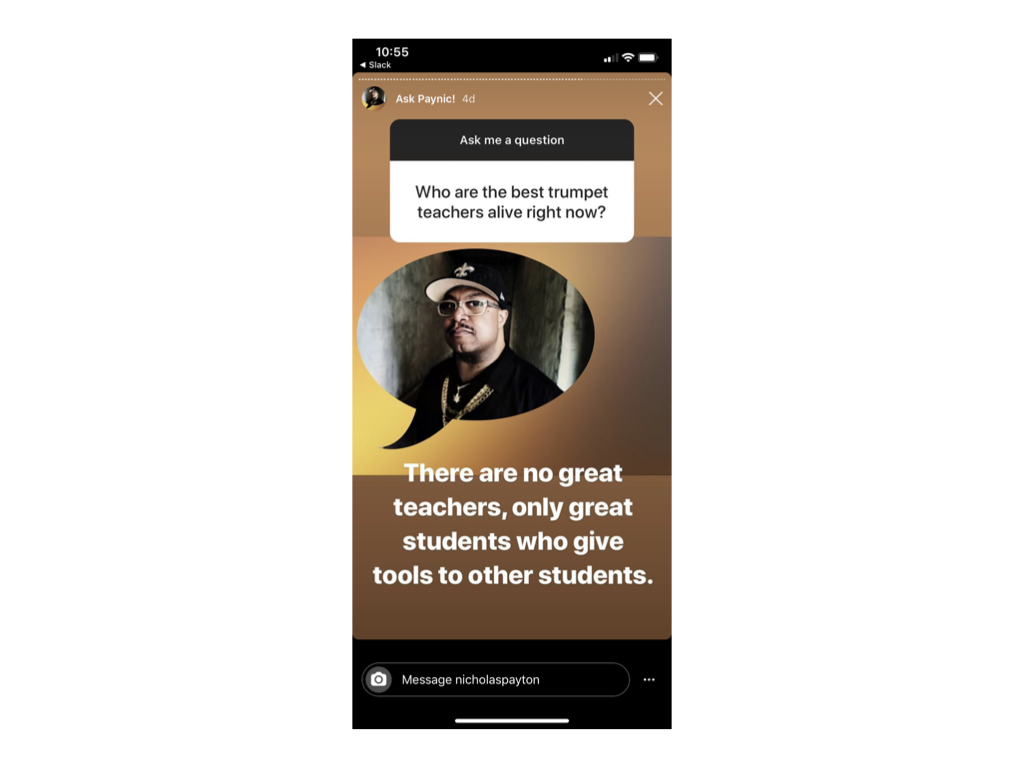 10:55
◀ Slack
Ask Paynic! 4d
Ask me a question
Who are the best trumpet
teachers alive right now?
There are no great
teachers, only great
students who give
tools to other students.
Message nicholaspayton